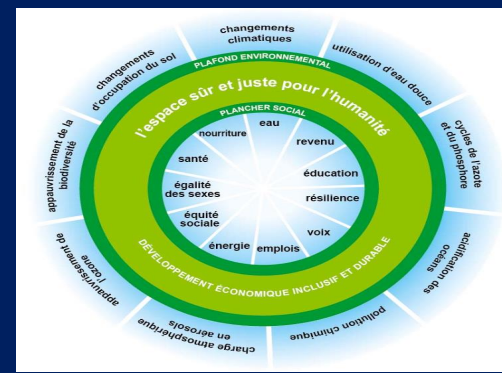 changements
climatiques
utilisation d'eau douce
cycles de l'azote
et du phosphore
acidification des
océans
pollution chimique
charge atmosphérique
en aérosols
appauvrissement de
l'ozone
appauvrissement de la
biodiversité
changements
d'occupation du sol
PLAFOND ENVIRONNEMENTAL
l'espace sûr et juste pour l'humanité
PLANCHER SOCIAL
eau
revenu
éducation
résilience
voix
emplois
énergie
équité
sociale
égalité
des sexes
santé
nourriture
DÉVELOPPEMENT ÉCONOMIQUE INCLUSIF ET DURABLE